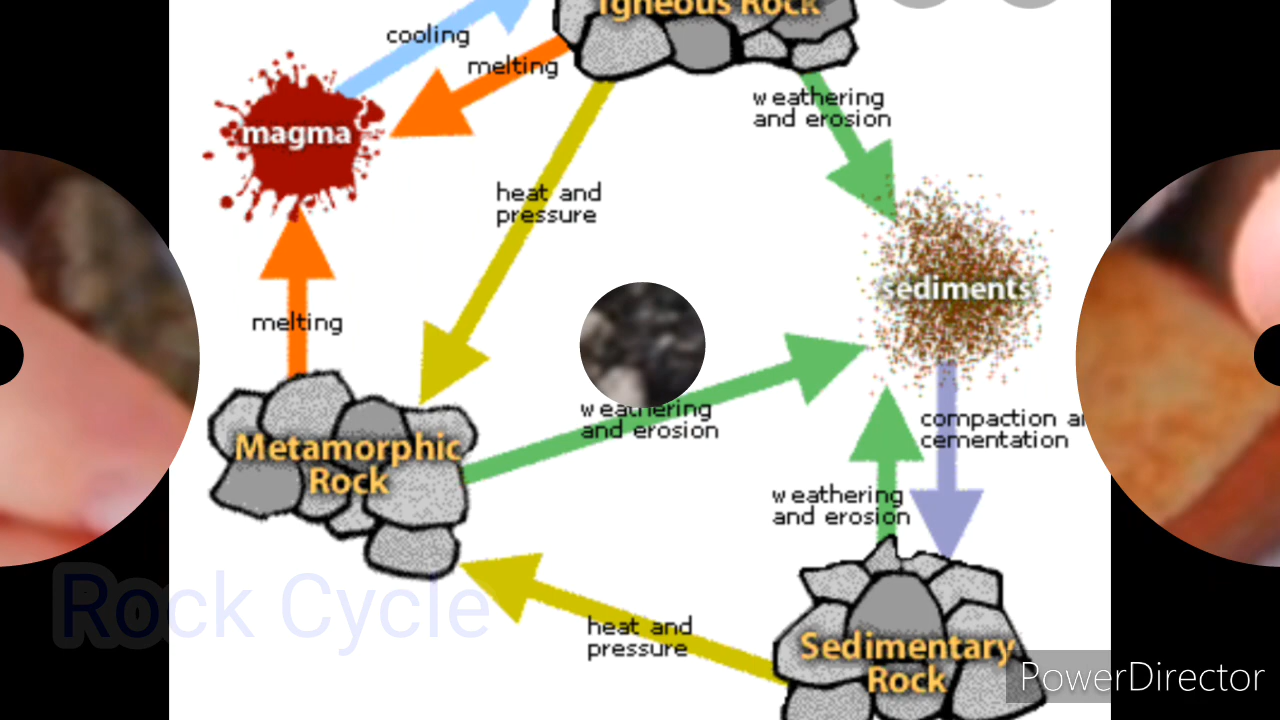 Igneous Rock
cooling
melting
weathering
and erosion
magma
heat and
pressure
sediments
melting
weathering
and erosion
compaction
cementation
Metamorphic
Rock
weathering
and erosion
Rock Cycle
heat and
pressure
Sedimentary
Rock
PowerDirector